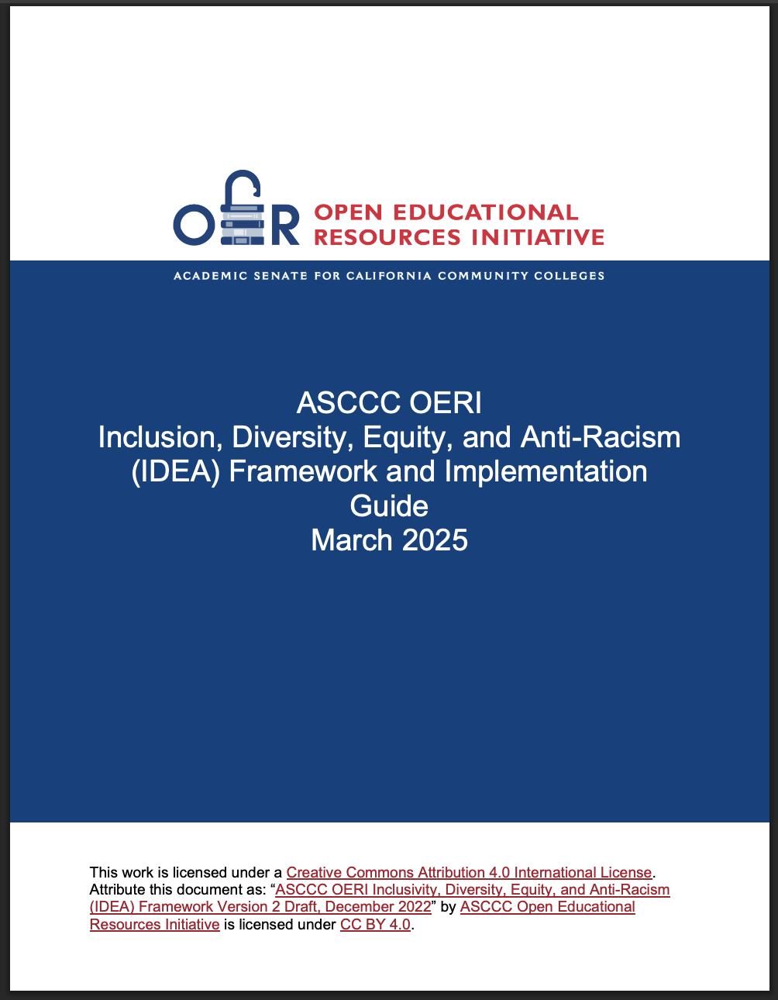 OER OPEN EDUCATIONAL
RESOURCES INITIATIVE
ACADEMIC SENATE FOR CALIFORNIA COMMUNITY COLLEGES
ASCCC OERI
Inclusion, Diversity, Equity, and Anti-Racism
(IDEA) Framework and Implementation
Guide
March 2025
This work is licensed under a Creative Commons Attribution 4.0 International License.
Attribute this document as: “ASCCC OERI Inclusivity, Diversity, Equity, and Anti-Racism
(IDEA) Framework Version 2 Draft, December 2022” by ASCCC Open Educational
Resources Initiative is licensed under CC BY 4.0.